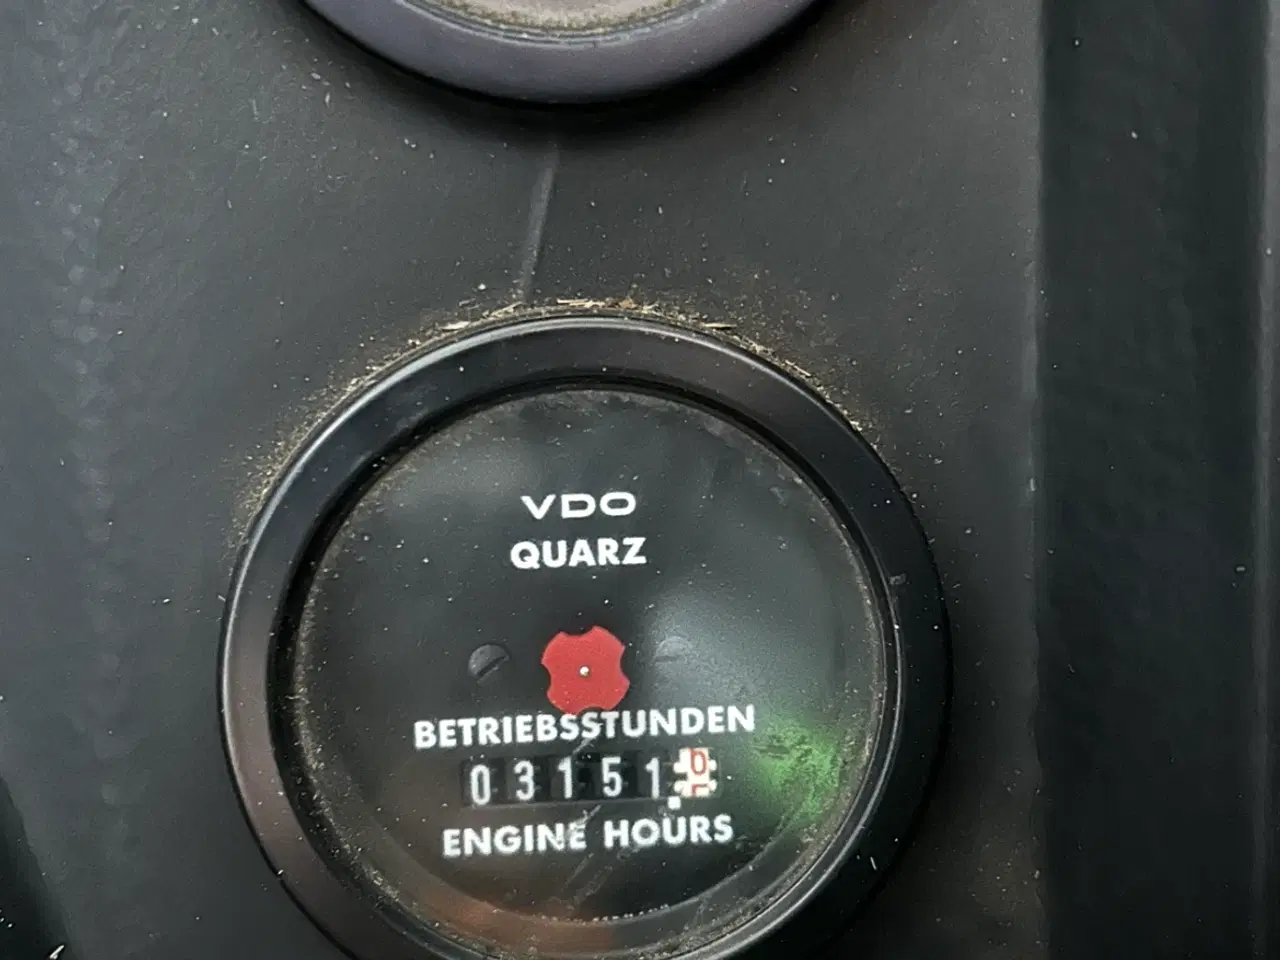 VDO
QUARZ
BETRIEBSSTUNDEN
03151
ENGINE HOURS